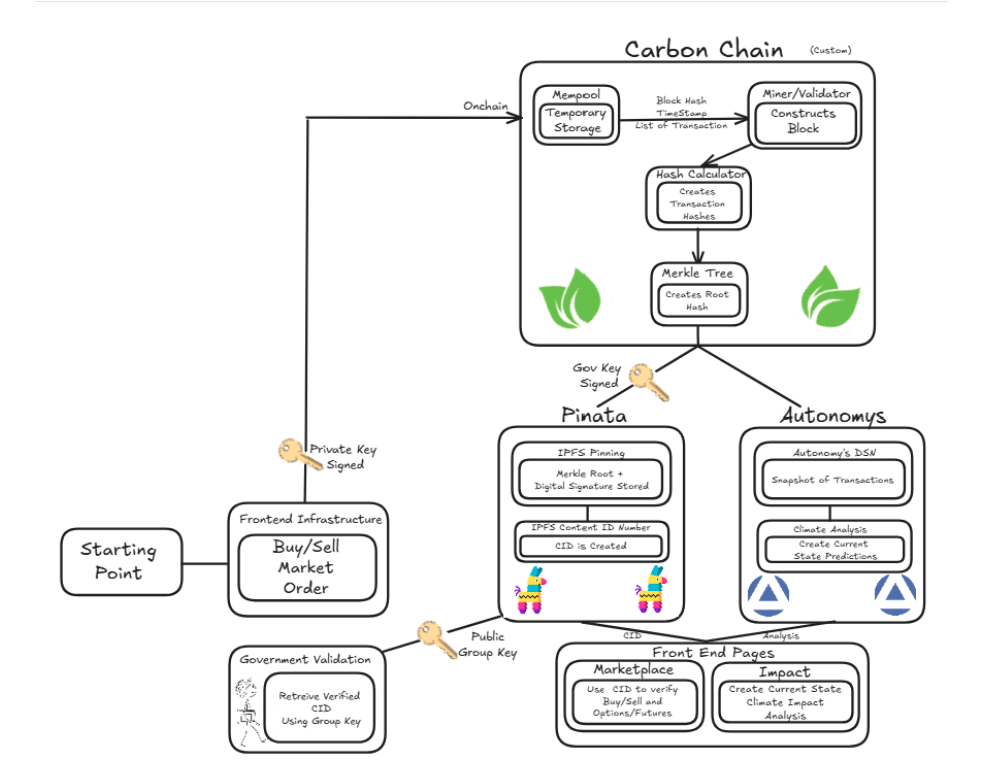 Carbon Chain (Custom)
Onchain
Mempool
Temporary
Storage
Block Hash
TimeStamp
List of Transaction
Miner/Validator
Constructs
Block
Hash Calculator
Creates
Transaction
Hashes
Merkle Tree
Creates Root
Hash
Gov Key
Signed
Private Key
Signed
Starting
Point
Frontend Infrastructure
Buy/Sell
Market
Order
Pinata
IPFS Pinning
Merkle Root +
Digital Signature Stored
IPFS Content ID Number
CID is Created
Autonomys
Autonomy's DSN
Snapshot of Transactions
Climate Analysis
Create Current
State Predictions
Public
Group Key
Government Validation
Retreive Verified
CID
Using Group Key
CID
Analysis
Front End Pages
Marketplace
Use CID to verify
Buy/Sell and
Options/Futures
Impact
Create Current State
Climate Impact
Analysis